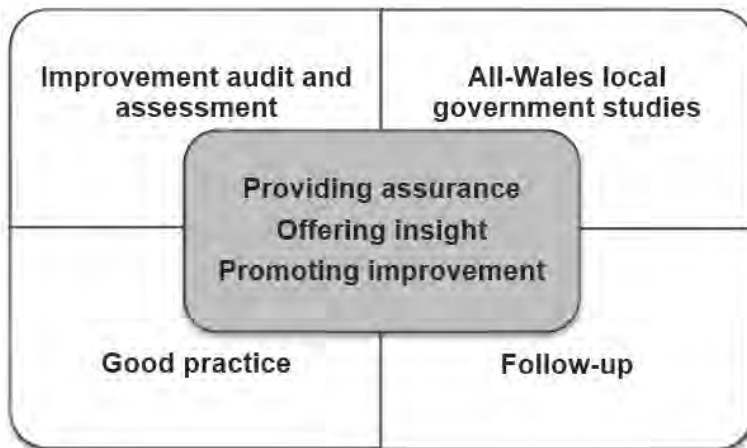 Improvement audit and
assessment
All-Wales local
government studies
Providing assurance
Offering insight
Promoting improvement
Good practice
Follow-up